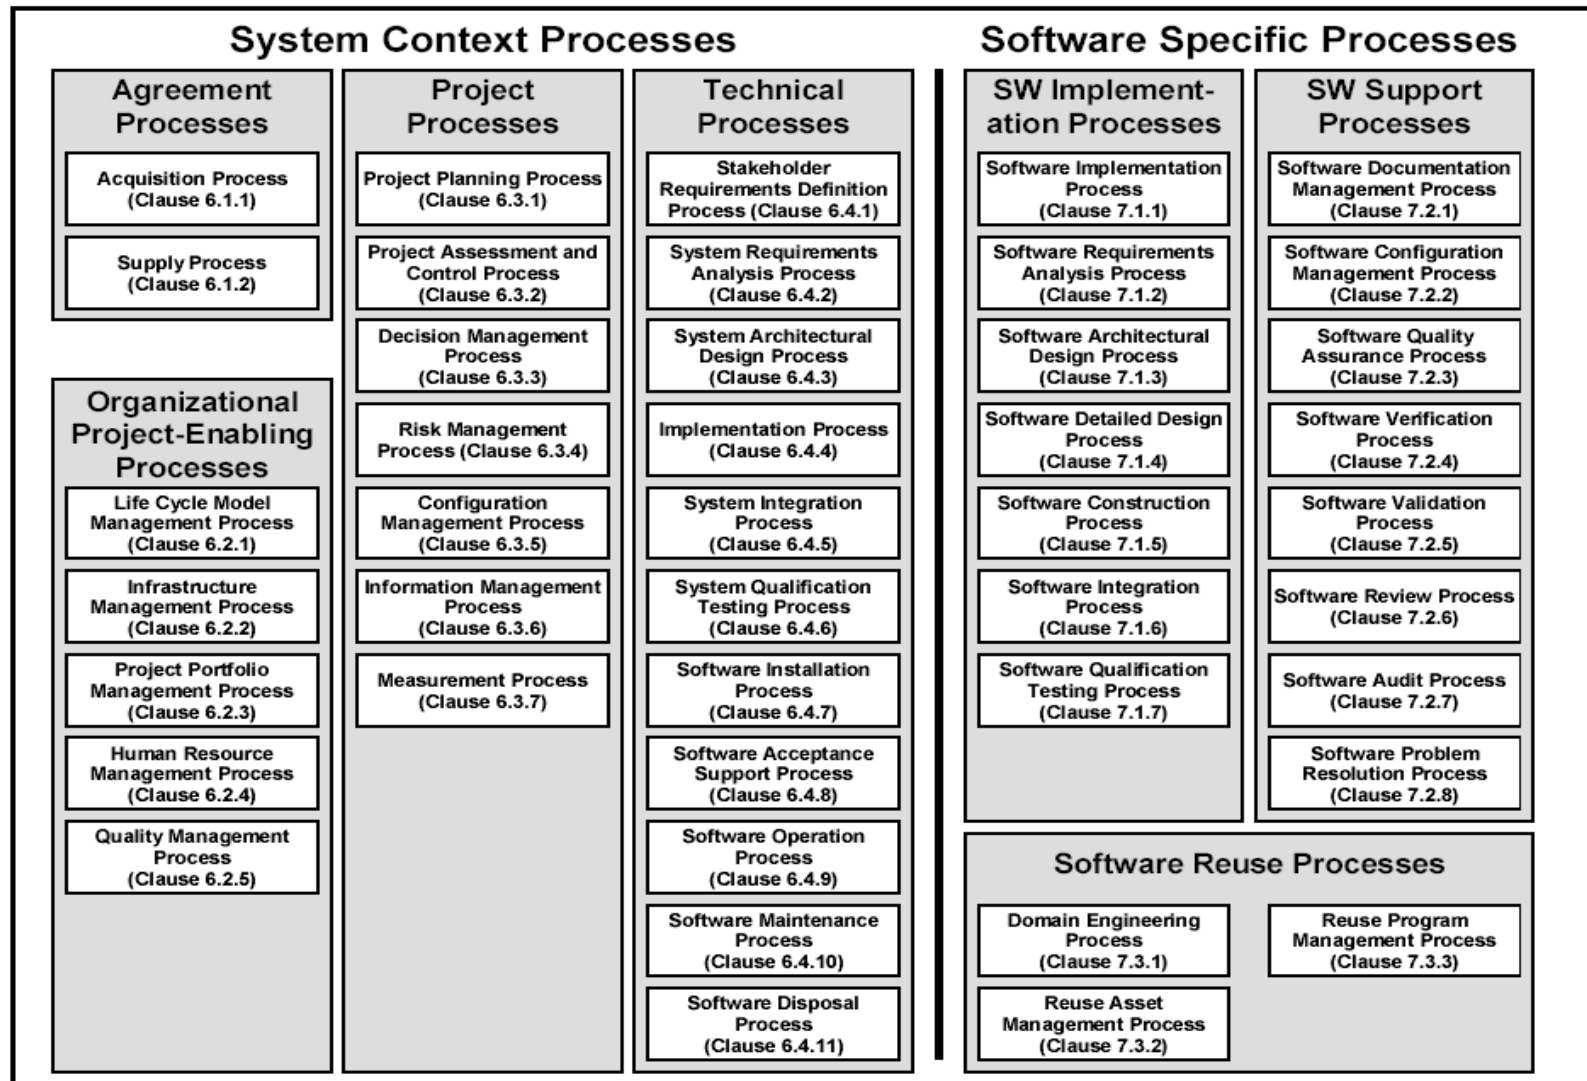 System Context Processes
Agreement
Processes
Acquisition Process
(Clause 6.1.1)
Supply Process
(Clause 6.1.2)
Organizational
Project-Enabling
Processes
Life Cycle Model
Management Process
(Clause 6.2.1)
Infrastructure
Management Process
(Clause 6.2.2)
Project Portfolio
Management Process
(Clause 6.2.3)
Human Resource
Management Process
(Clause 6.2.4)
Quality Management
Process
(Clause 6.2.5)
Project
Processes
Project Planning Process
(Clause 6.3.1)
Project Assessment and
Control Process
(Clause 6.3.2)
Decision Management
Process
(Clause 6.3.3)
Risk Management
Process (Clause 6.3.4)
Configuration
Management Process
(Clause 6.3.5)
Information Management
Process
(Clause 6.3.6)
Measurement Process
(Clause 6.3.7)
Technical
Processes
Stakeholder
Requirements Definition
Process (Clause 6.4.1)
System Requirements
Analysis Process
(Clause 6.4.2)
System Architectural
Design Process
(Clause 6.4.3)
Implementation Process
(Clause 6.4.4)
System Integration
Process
(Clause 6.4.5)
System Qualification
Testing Process
(Clause 6.4.6)
Software Installation
Process
(Clause 6.4.7)
Software Acceptance
Support Process
(Clause 6.4.8)
Software Operation
Process
(Clause 6.4.9)
Software Maintenance
Process
(Clause 6.4.10)
Software Disposal
Process
(Clause 6.4.11)
Software Specific Processes
SW Implement-
ation Processes
Software Implementation
Process
(Clause 7.1.1)
Software Requirements
Analysis Process
(Clause 7.1.2)
Software Architectural
Design Process
(Clause 7.1.3)
Software Detailed Design
Process
(Clause 7.1.4)
Software Construction
Process
(Clause 7.1.5)
Software Integration
Process
(Clause 7.1.6)
Software Qualification
Testing Process
(Clause 7.1.7)
SW Support
Processes
Software Documentation
Management Process
(Clause 7.2.1)
Software Configuration
Management Process
(Clause 7.2.2)
Software Quality
Assurance Process
(Clause 7.2.3)
Software Verification
Process
(Clause 7.2.4)
Software Validation
Process
(Clause 7.2.5)
Software Review Process
(Clause 7.2.6)
Software Audit Process
(Clause 7.2.7)
Software Problem
Resolution Process
(Clause 7.2.8)
Software Reuse Processes
Domain Engineering
Process
(Clause 7.3.1)
Reuse Asset
Management Process
(Clause 7.3.2)
Reuse Program
Management Process
(Clause 7.3.3)